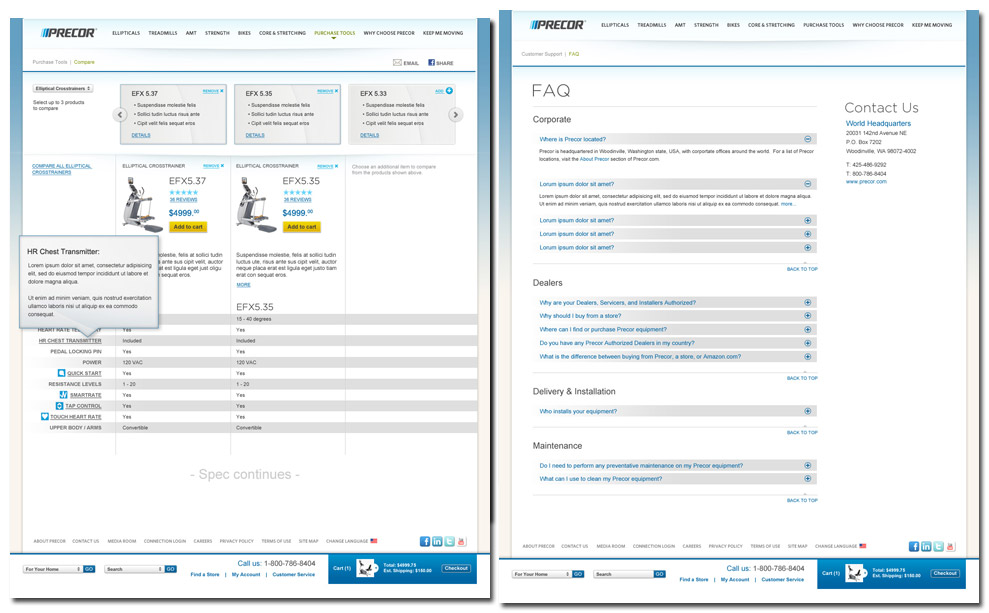 PRECOR
ELLIPTICALS TREADMILLS AMT STRENGTH BIKES CORE & STRETCHING PURCHASE TOOLS WHY CHOOSE PRECOR KEEP ME MOVING
Purchase Tools | Compare
EMAIL SHARE
Elliptical Crosstrainers
Select up to 3 products
to compare
EFX 5.37 REMOVE x
• Suspendisse molestie felis
• Sollici tudin luctus risus ante
• Cipit velit felis sequat eros
DETAILS
EFX 5.35 REMOVE x
• Suspendisse molestie felis
• Sollici tudin luctus risus ante
• Cipit velit felis sequat eros
DETAILS
EFX 5.33 ADD
• Suspendisse molestie felis
• Sollici tudin luctus risus ante
• Cipit velit felis sequat eros
DETAILS
COMPARE ALL ELLIPTICAL
CROSSTRAINERS
ELLIPTICAL CROSSTRAINER REMOVE x
EFX5.37
36 REVIEWS
$4999.00
Add to cart
ELLIPTICAL CROSSTRAINER REMOVE x
EFX5.35
36 REVIEWS
$4999.00
Add to cart
Choose an additional item to compare
from the products shown above.
HR Chest Transmitter:
Lorem ipsum dolor sit amet, consectetur adipisicing
elit, sed do eiusmod tempor incididunt ut labore et
dolore magna aliqua.
Ut enim ad minim veniam, quis nostrud exercitation
ullamco laboris nisi ut aliquip ex ea commodo
consequat.
molestie, felis at sollici tudin
ante sus cipit velit, auctor
erat est ligula eget just oligu
sequat eros.
Suspendisse molestie, felis at sollici tudin
luctus ute, risus ante sus cipit velit, auctor
neque placa erat est ligula eget justo tiam
erat con sequat eros.
MORE
EFX5.35
15 - 40 degrees
HEART RATE Yes Yes
HR CHEST TRANSMITTER Included Included
PEDAL LOCKING PIN Yes Yes
POWER 120 VAC 120 VAC
QUICK START Yes Yes
RESISTANCE LEVELS 1 - 20 1 - 20
SMARTRATE Yes Yes
TAP CONTROL Yes Yes
TOUCH HEART RATE Yes Yes
UPPER BODY / ARMS Convertible Convertible
- Spec continues -
ABOUT PRECOR CONTACT US MEDIA ROOM CONNECTION LOGIN CAREERS PRIVACY POLICY TERMS OF USE SITE MAP CHANGE LANGUAGE
For Your Home GO Search GO
Call us: 1-800-786-8404
Find a Store | My Account | Customer Service
Cart (1) Total: $4999.75
Est. Shipping: $150.00
Checkout
PRECOR
ELLIPTICALS TREADMILLS AMT STRENGTH BIKES CORE & STRETCHING PURCHASE TOOLS WHY CHOOSE PRECOR KEEP ME MOVING
Customer Support | FAQ
FAQ
Corporate
Where is Precor located?
Precor is headquartered in Woodinville, Washington state, USA, with corportate offices around the world. For a list of Precor
locations, visit the About Precor section of Precor.com.
Lorum ipsum dolor sit amet?
Lorem ipsum dolor sit amet, consectetur adipisicing elit, sed do eiusmod tempor incididunt ut labore et dolore magna aliqua.
Ut enim ad minim veniam, quis nostrud exercitation ullamco laboris nisi ut aliquip ex ea commodo consequat. more...
Lorum ipsum dolor sit amet?
Lorum ipsum dolor sit amet?
Lorum ipsum dolor sit amet?
BACK TO TOP
Dealers
Why are your Dealers, Servicers, and Installers Authorized?
Why should I buy from a store?
Where can I find or purchase Precor equipment?
Do you have any Precor Authorized Dealers in my country?
What is the difference between buying from Precor, a store, or Amazon.com?
BACK TO TOP
Delivery & Installation
Who installs your equipment?
BACK TO TOP
Maintenance
Do I need to perform any preventative maintenance on my Precor equipment?
What can I use to clean my Precor equipment?
BACK TO TOP
Contact Us
World Headquarters
20031 142nd Avenue NE
P.O. Box 7202
Woodinville, WA 98072-4002
T: 425-486-9292
T: 800-786-8404
www.precor.com
ABOUT PRECOR CONTACT US MEDIA ROOM CONNECTION LOGIN CAREERS PRIVACY POLICY TERMS OF USE SITE MAP CHANGE LANGUAGE
For Your Home GO Search GO
Call us: 1-800-786-8404
Find a Store | My Account | Customer Service
Cart (1) Total: $4999.75
Est. Shipping: $150.00
Checkout